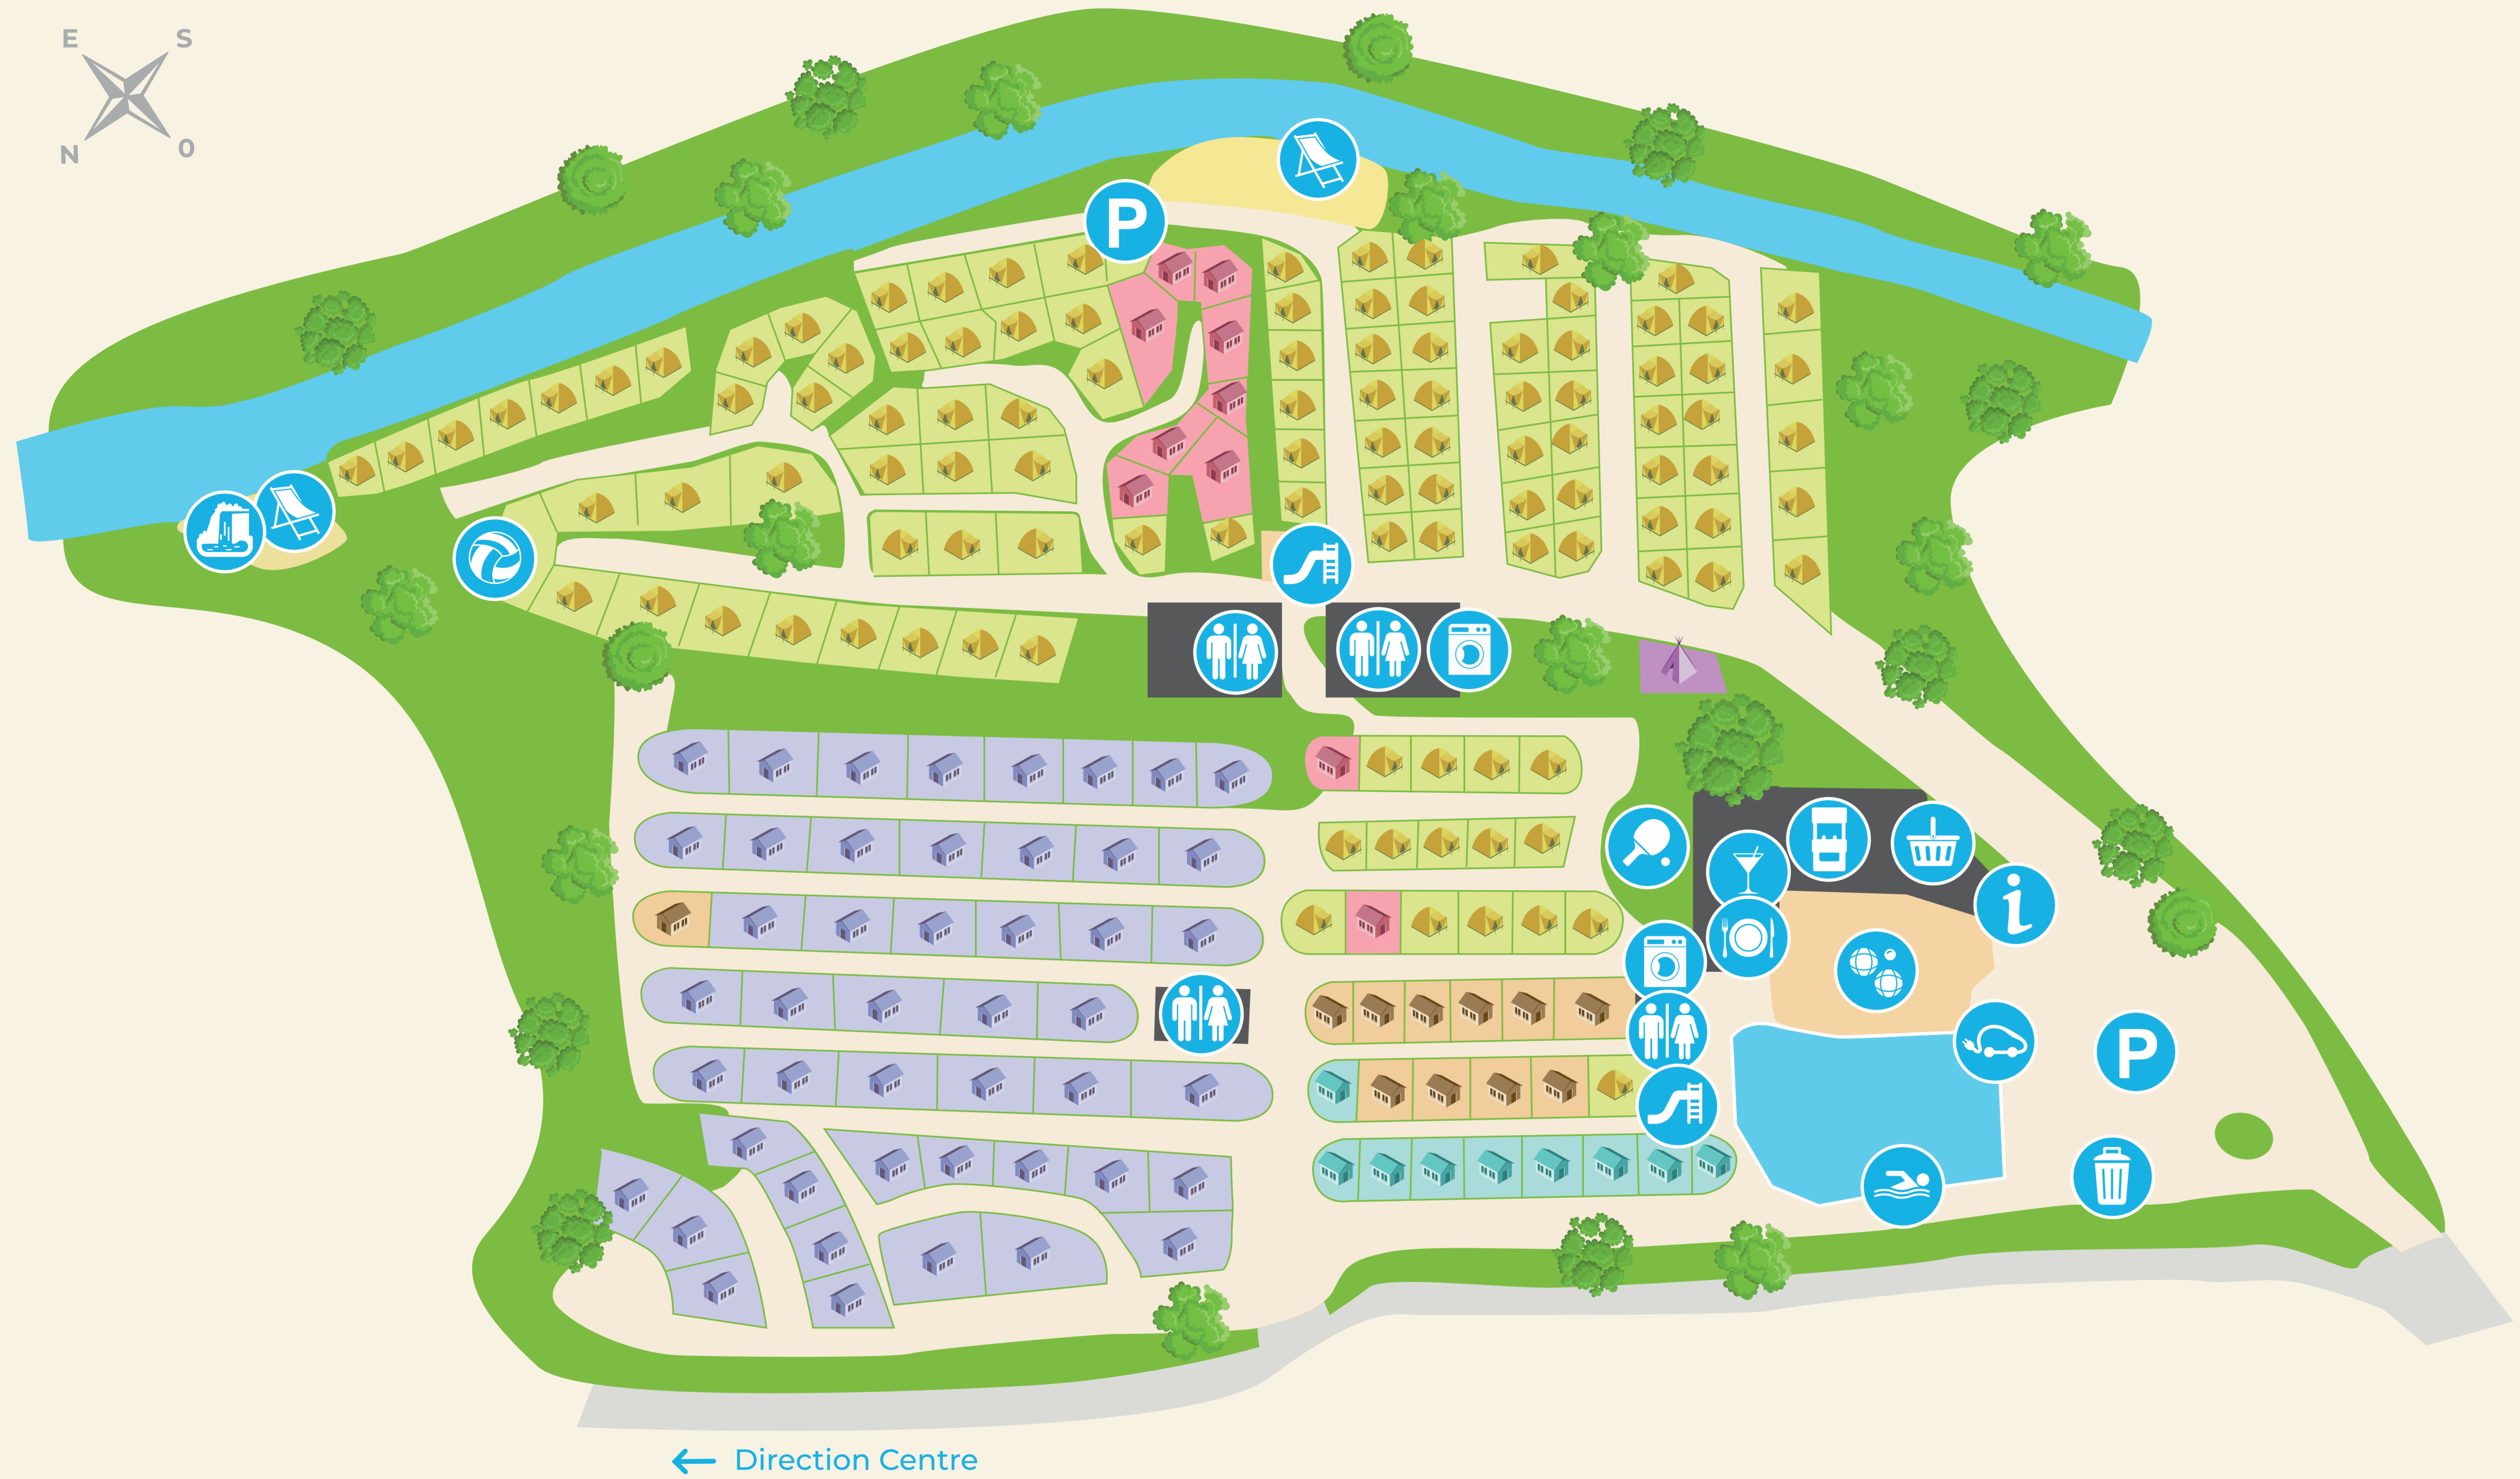 E S
N O
P
i
P
← Direction Centre